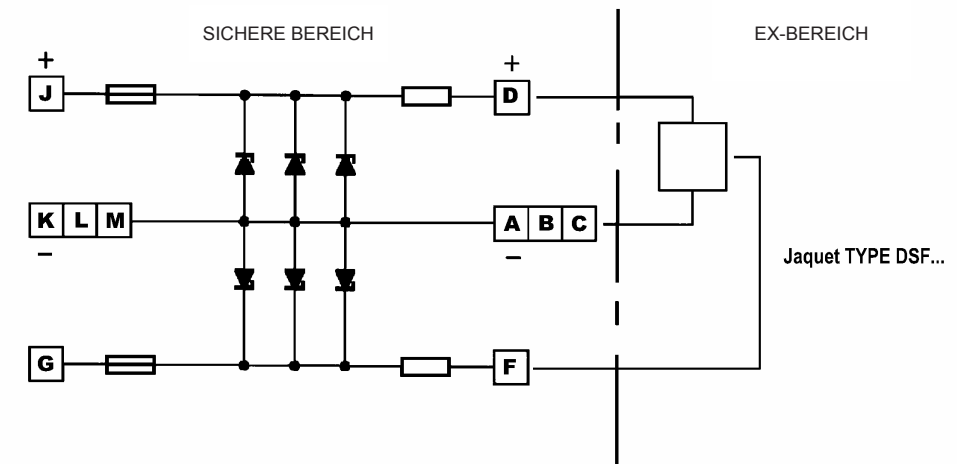 SICHERE BEREICH
EX-BEREICH
+
+
J
D
K L M
A B C
–
–
Jaquet TYPE DSF...
G
F